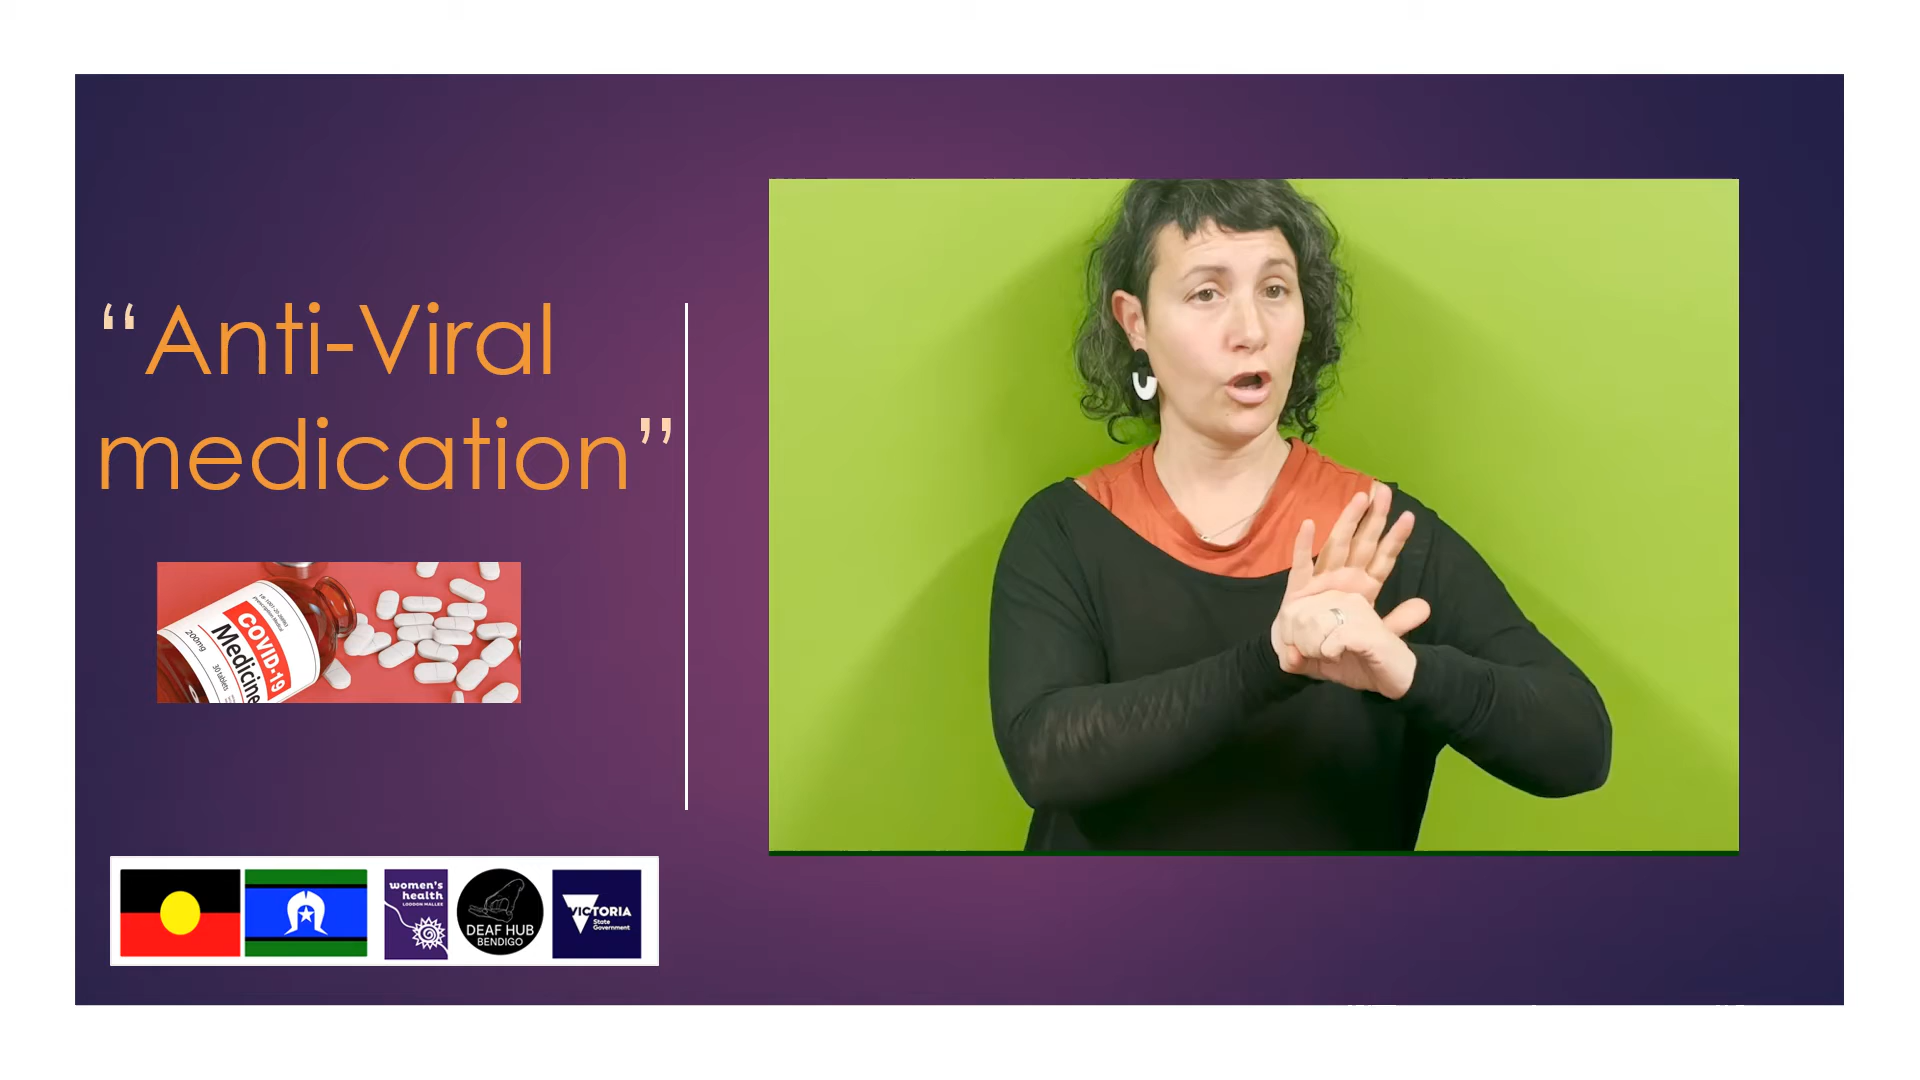 “Anti-Viral
medication”
COVID-19
Medicine
200mg
30 tablets
women's
health
LODDON MALLEE
DEAF HUB
BENDIGO
VICTORIA
State
Government